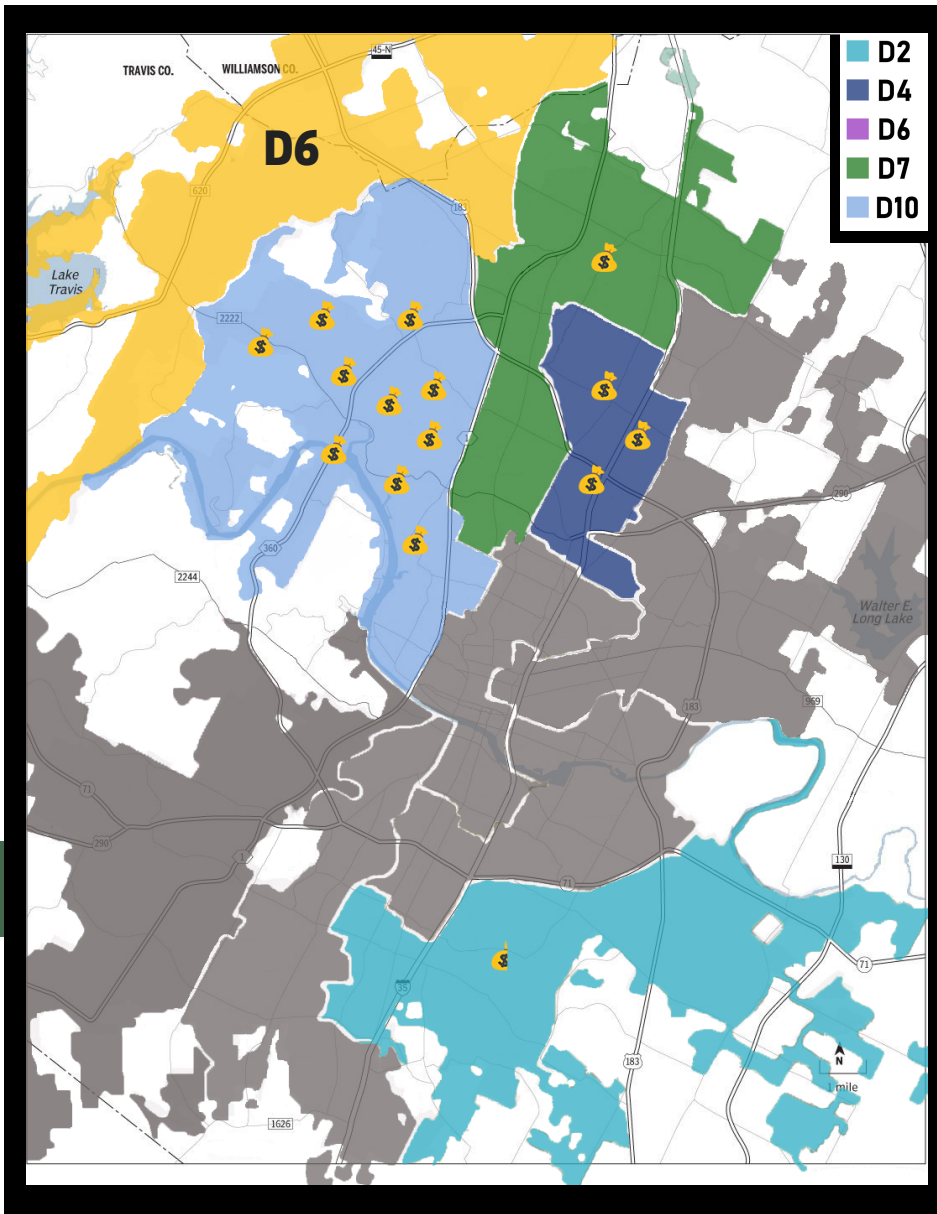 45-N
TRAVIS CO.
WILLIAMSON CO.
D2
D4
D6
D7
D10
D6
620
183
Lake
Travis
2222
1
290
360
2244
Walter E.
Long Lake
969
183
71
290
1
71
130
71
35
183
N
1 mile
1626